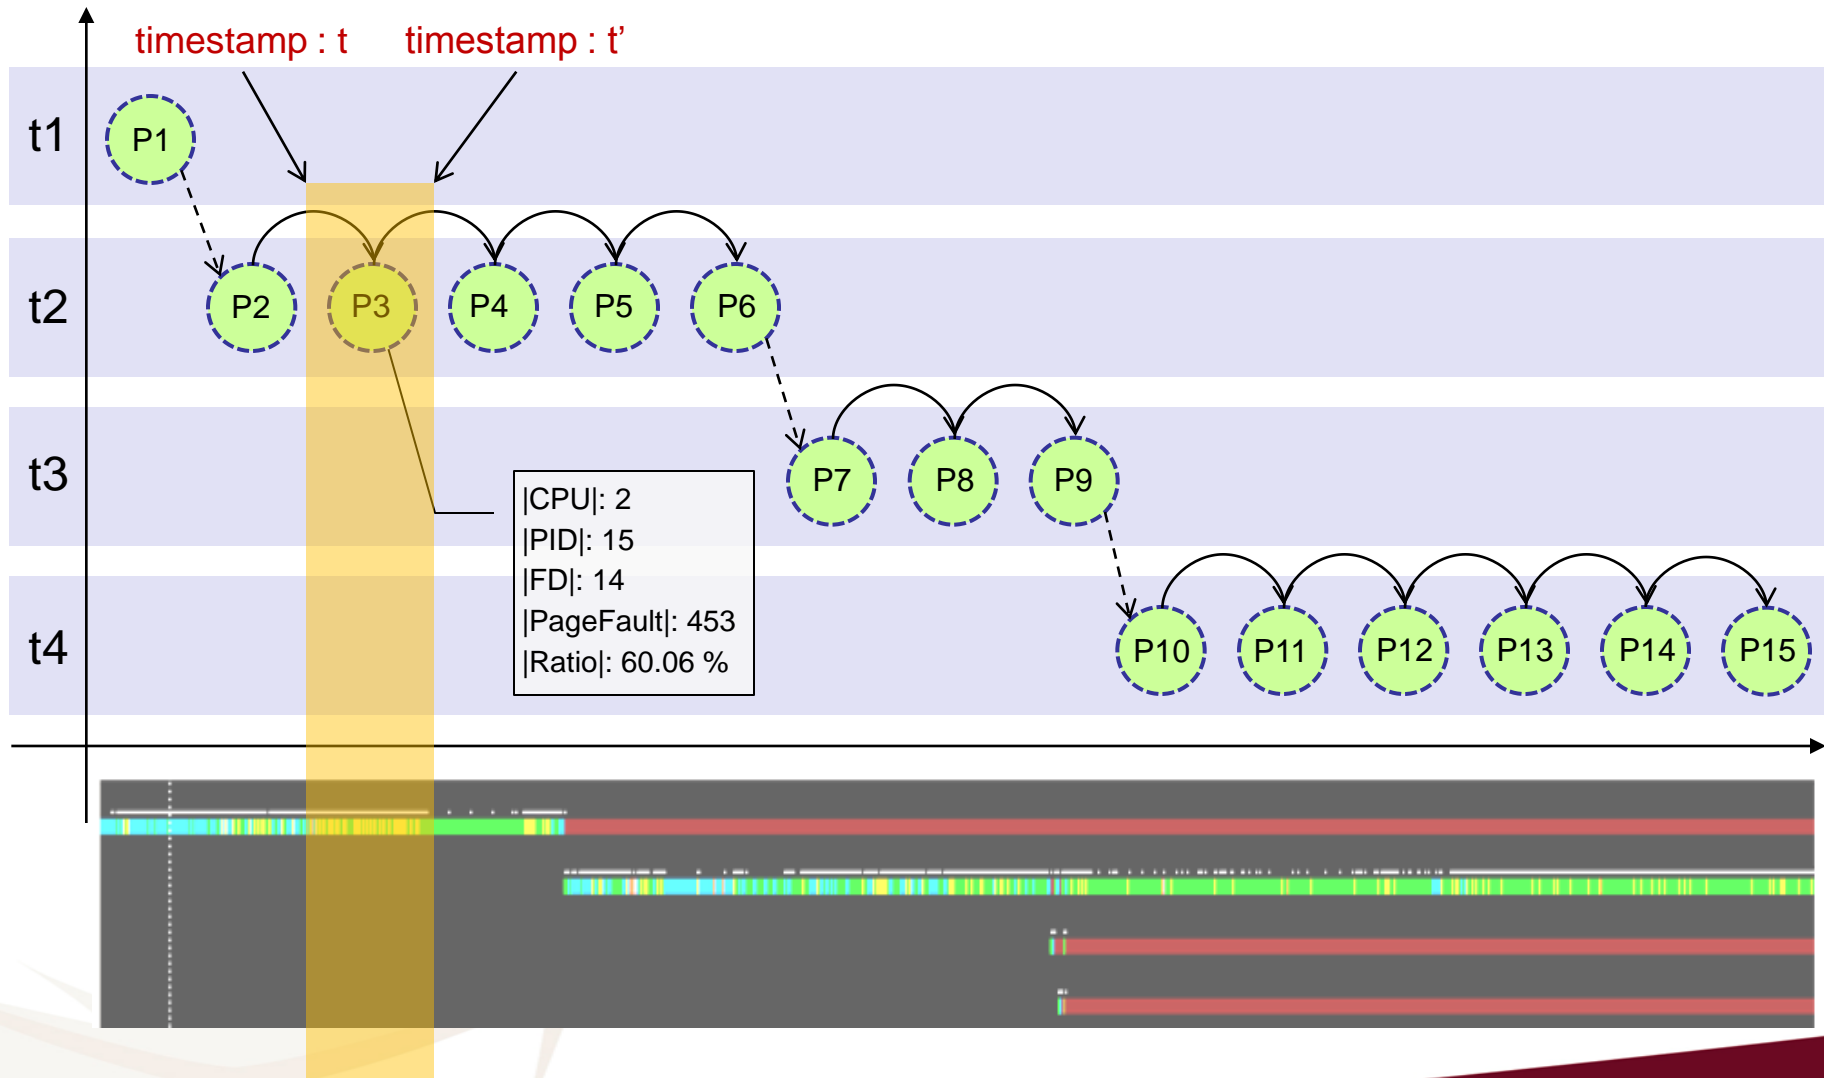 timestamp : t timestamp : t’
t1
P1
t2
P2 P3 P4 P5 P6
t3
P7 P8 P9
|CPU|: 2
|PID|: 15
|FD|: 14
|PageFault|: 453
|Ratio|: 60.06 %
t4
P10 P11 P12 P13 P14 P15